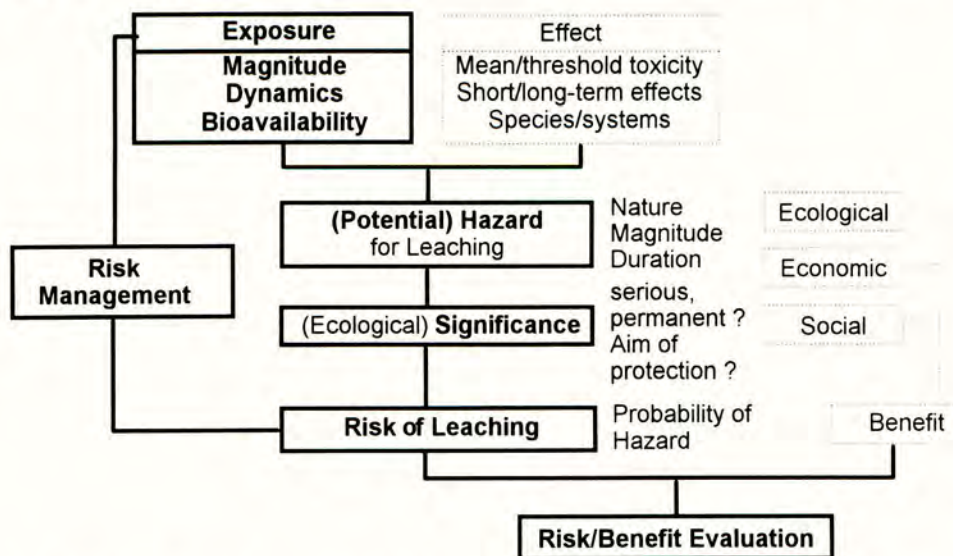 Exposure
Magnitude
Dynamics
Bioavailability
Effect
Mean/threshold toxicity
Short/long-term effects
Species/systems
(Potential) Hazard
for Leaching
Nature
Magnitude
Duration
Ecological
Economic
Social
Risk
Management
(Ecological) Significance
serious,
permanent ?
Aim of
protection ?
Risk of Leaching
Probability of
Hazard
Benefit
Risk/Benefit Evaluation